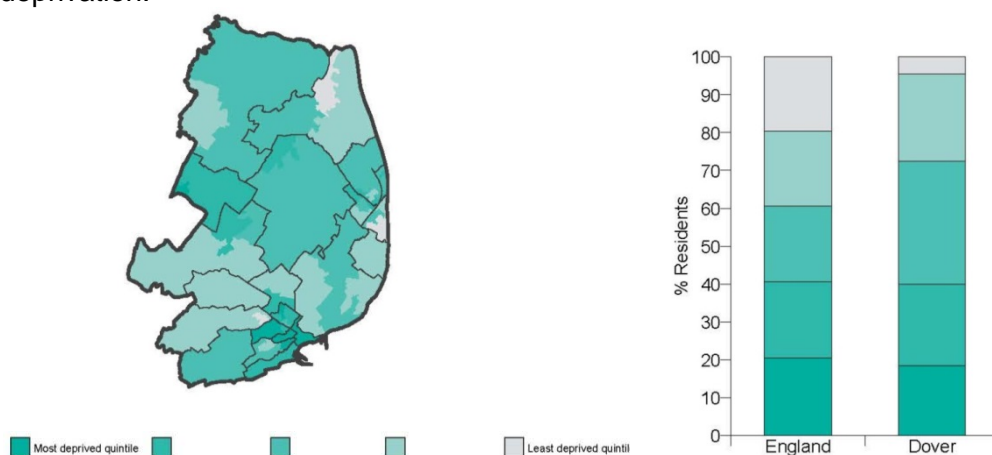 deprivation.
100
90
80
70
60
50
40
30
20
10
0
% Residents
England Dover
Most deprived quintile
Least deprived quintil